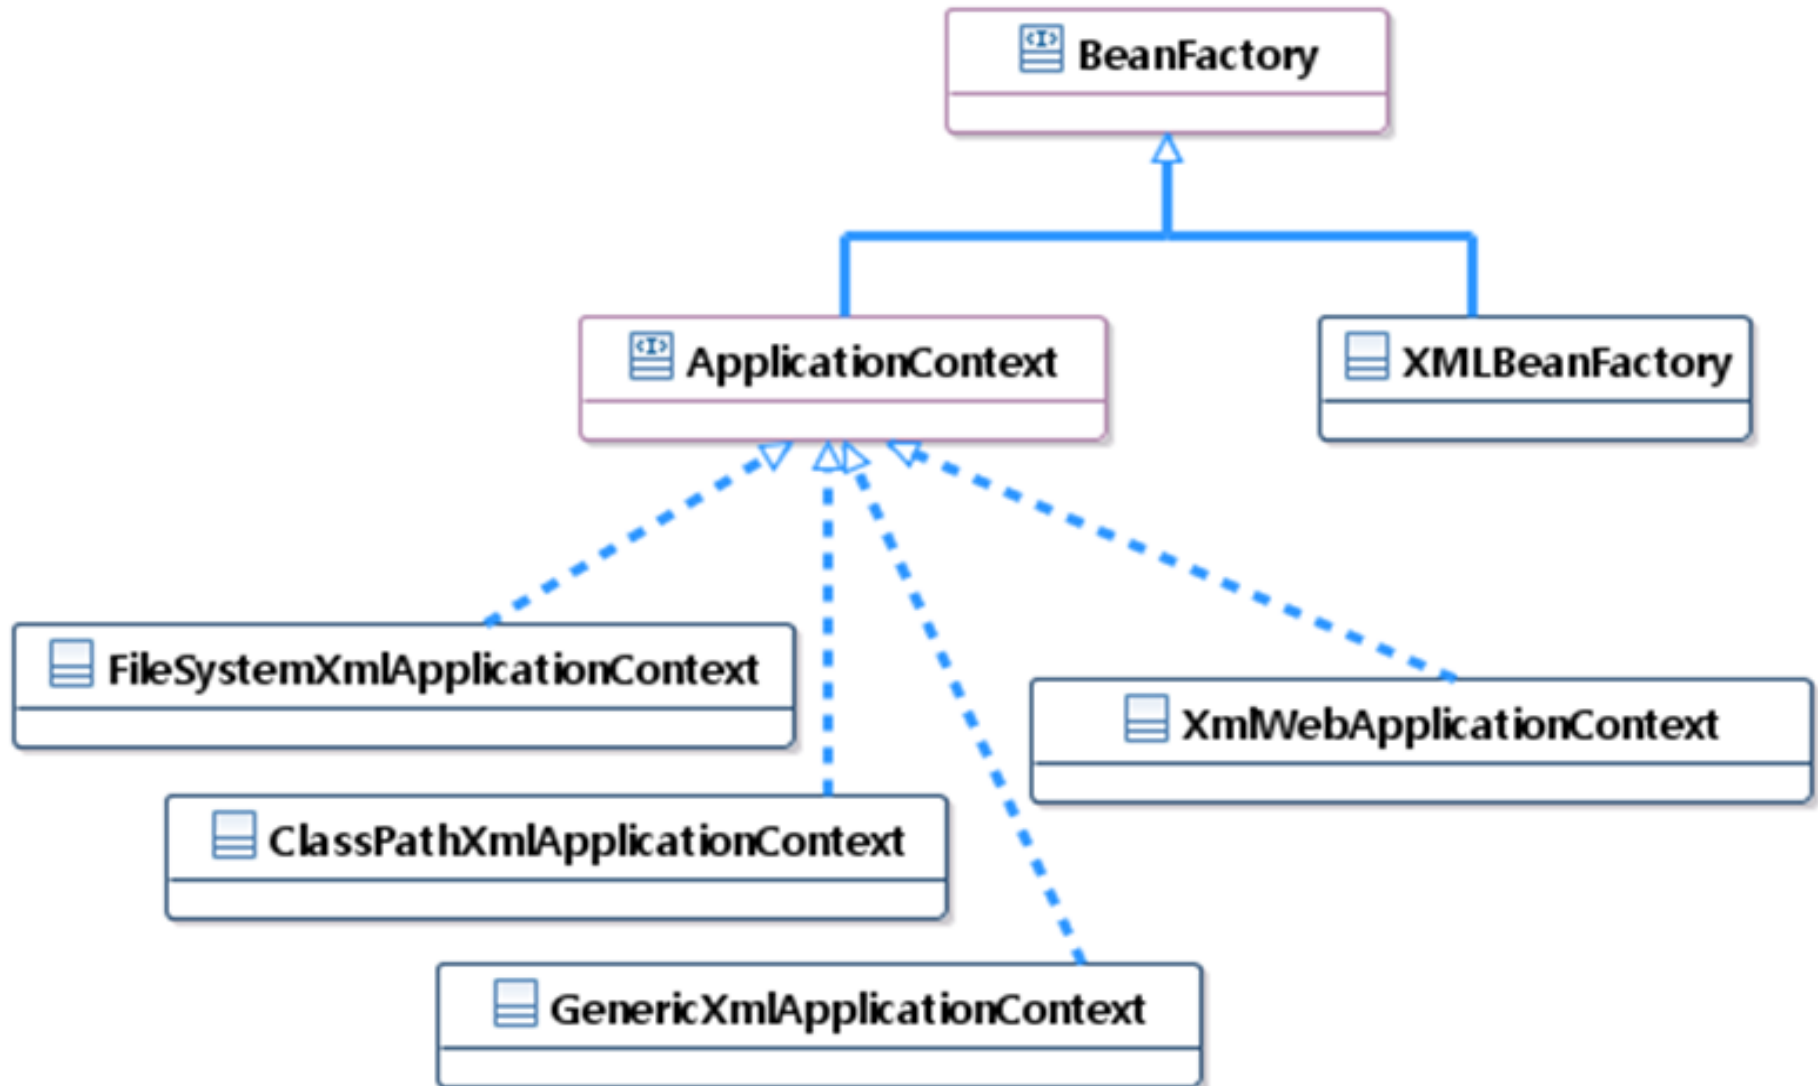 <I> BeanFactory
<I> ApplicationContext
XMLBeanFactory
FileSystemXmlApplicationContext
XmlWebApplicationContext
ClassPathXmlApplicationContext
GenericXmlApplicationContext